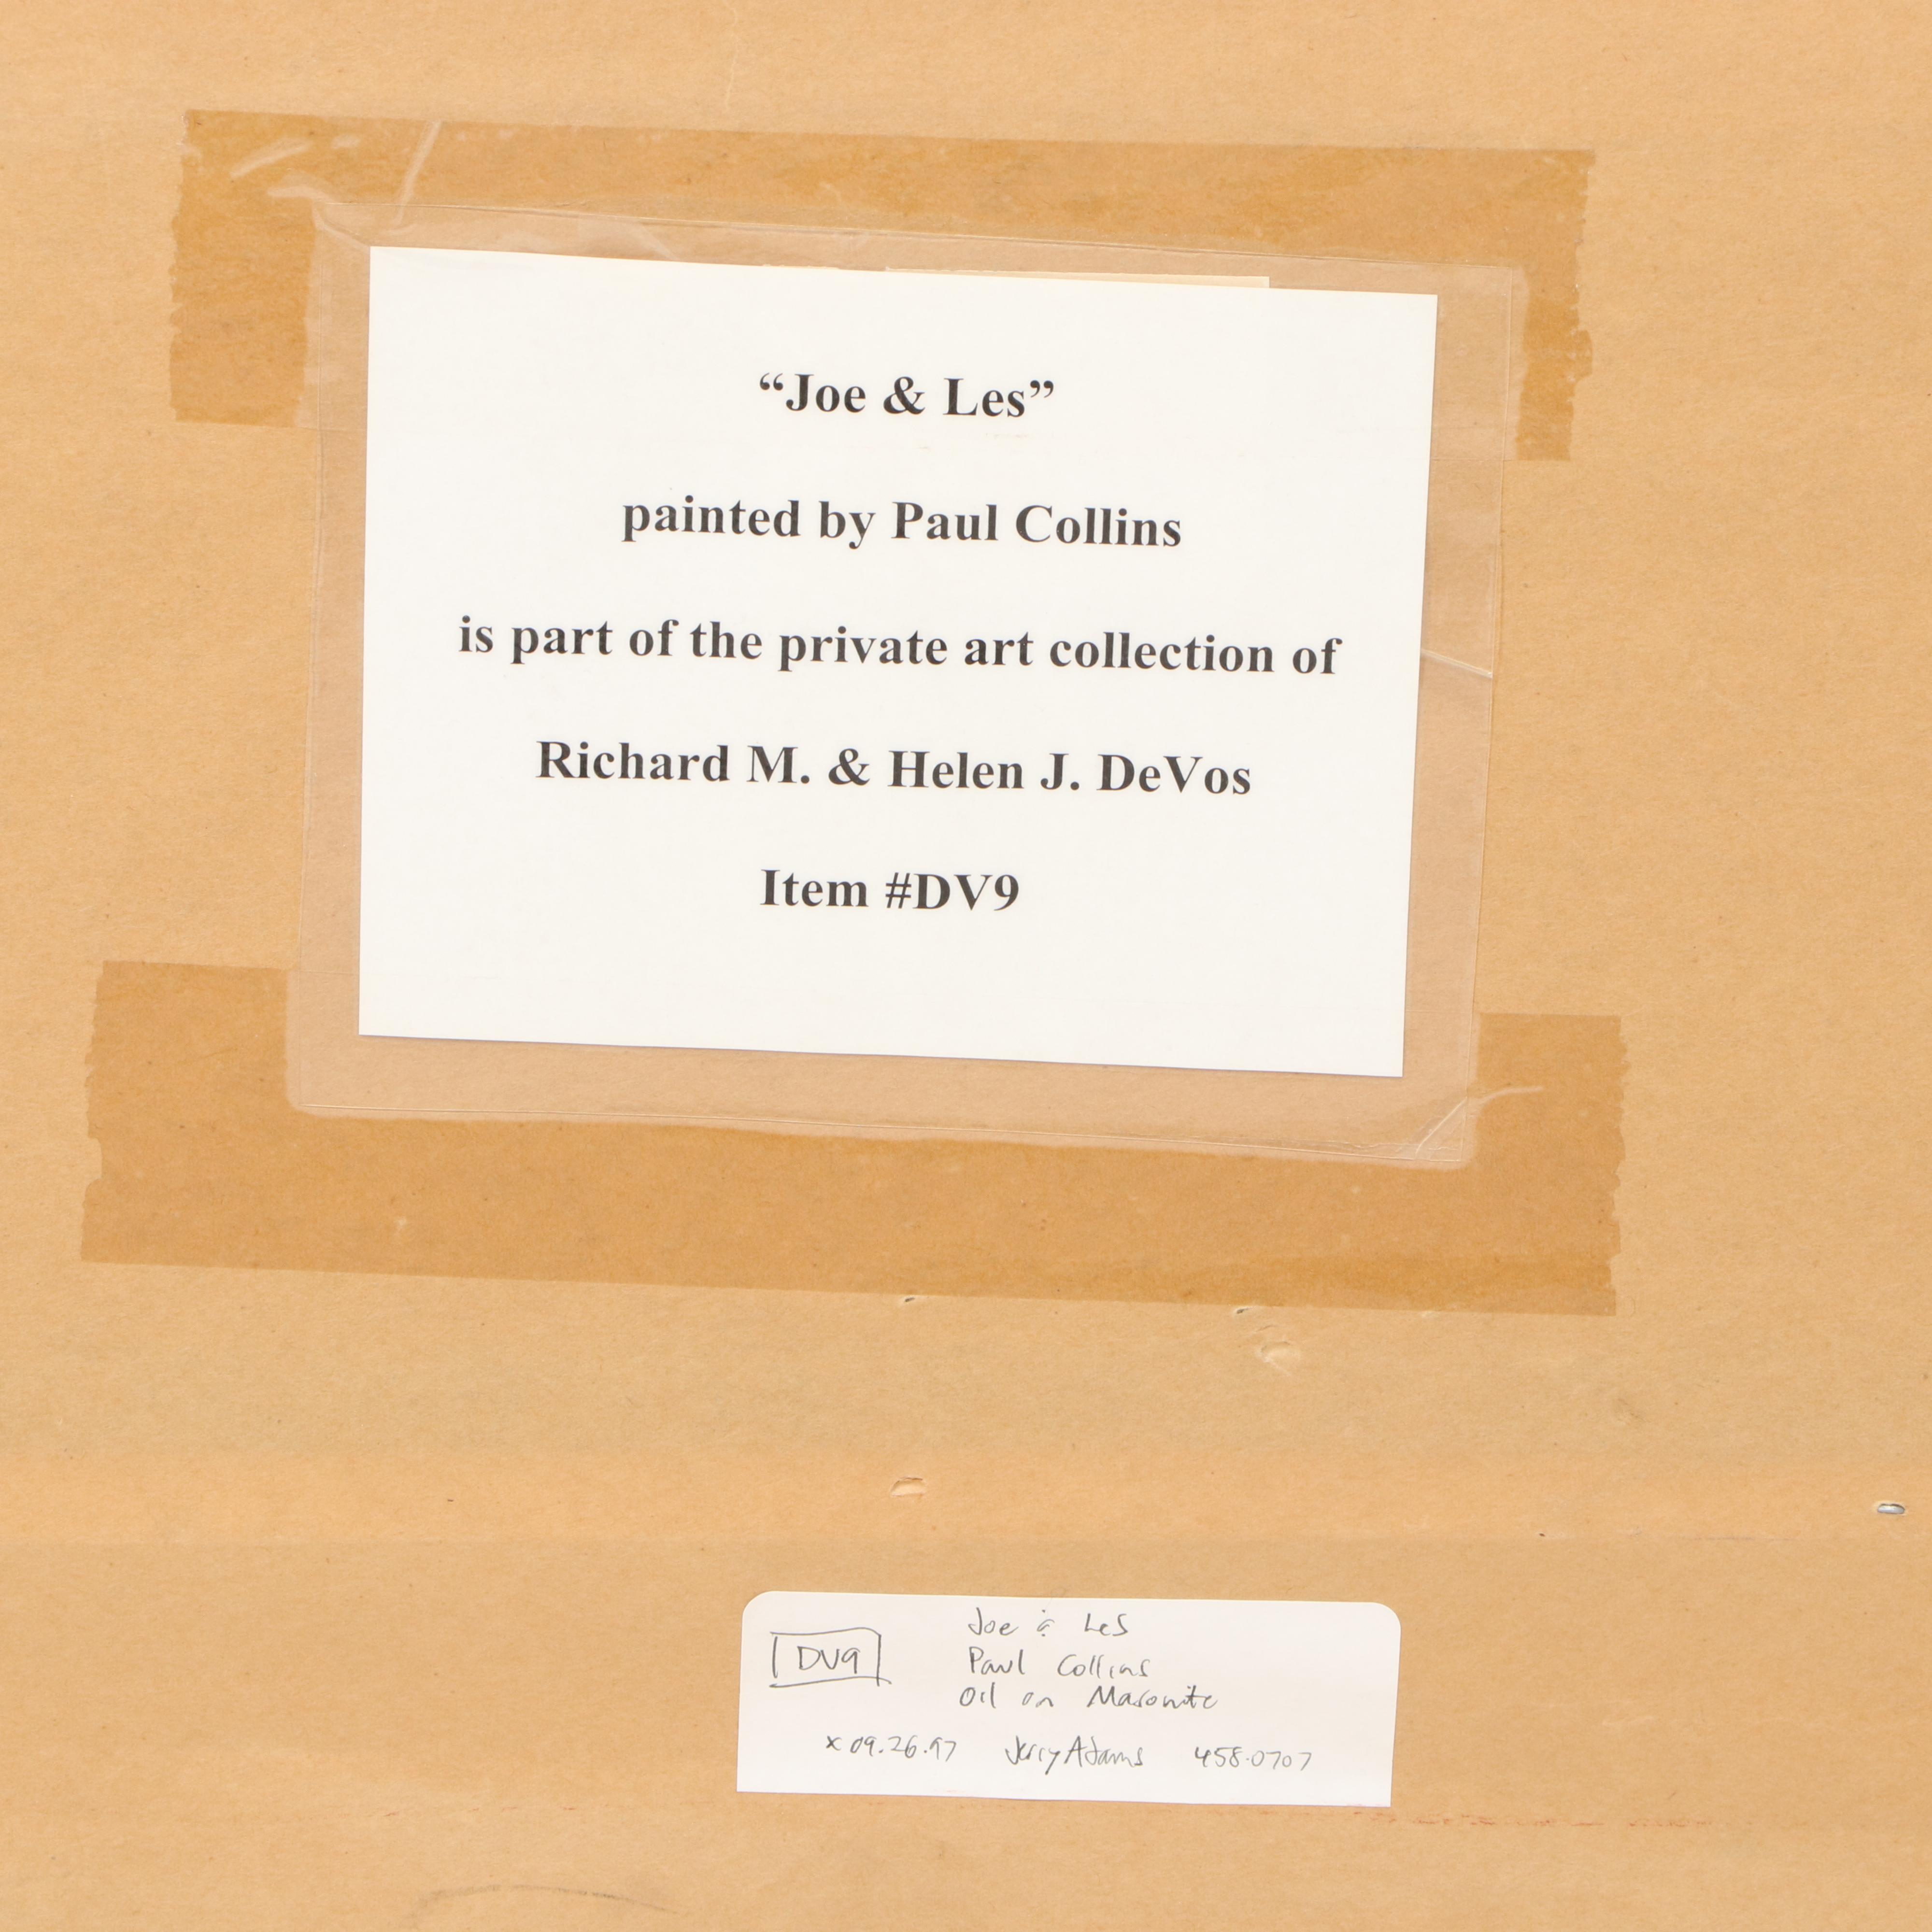 “Joe & Les”
painted by Paul Collins
is part of the private art collection of
Richard M. & Helen J. DeVos
Item #DV9
DV9
Joe & Les
Paul Collins
Oil on Masonite
x 09.26.97 Jerry Adams 458-0707